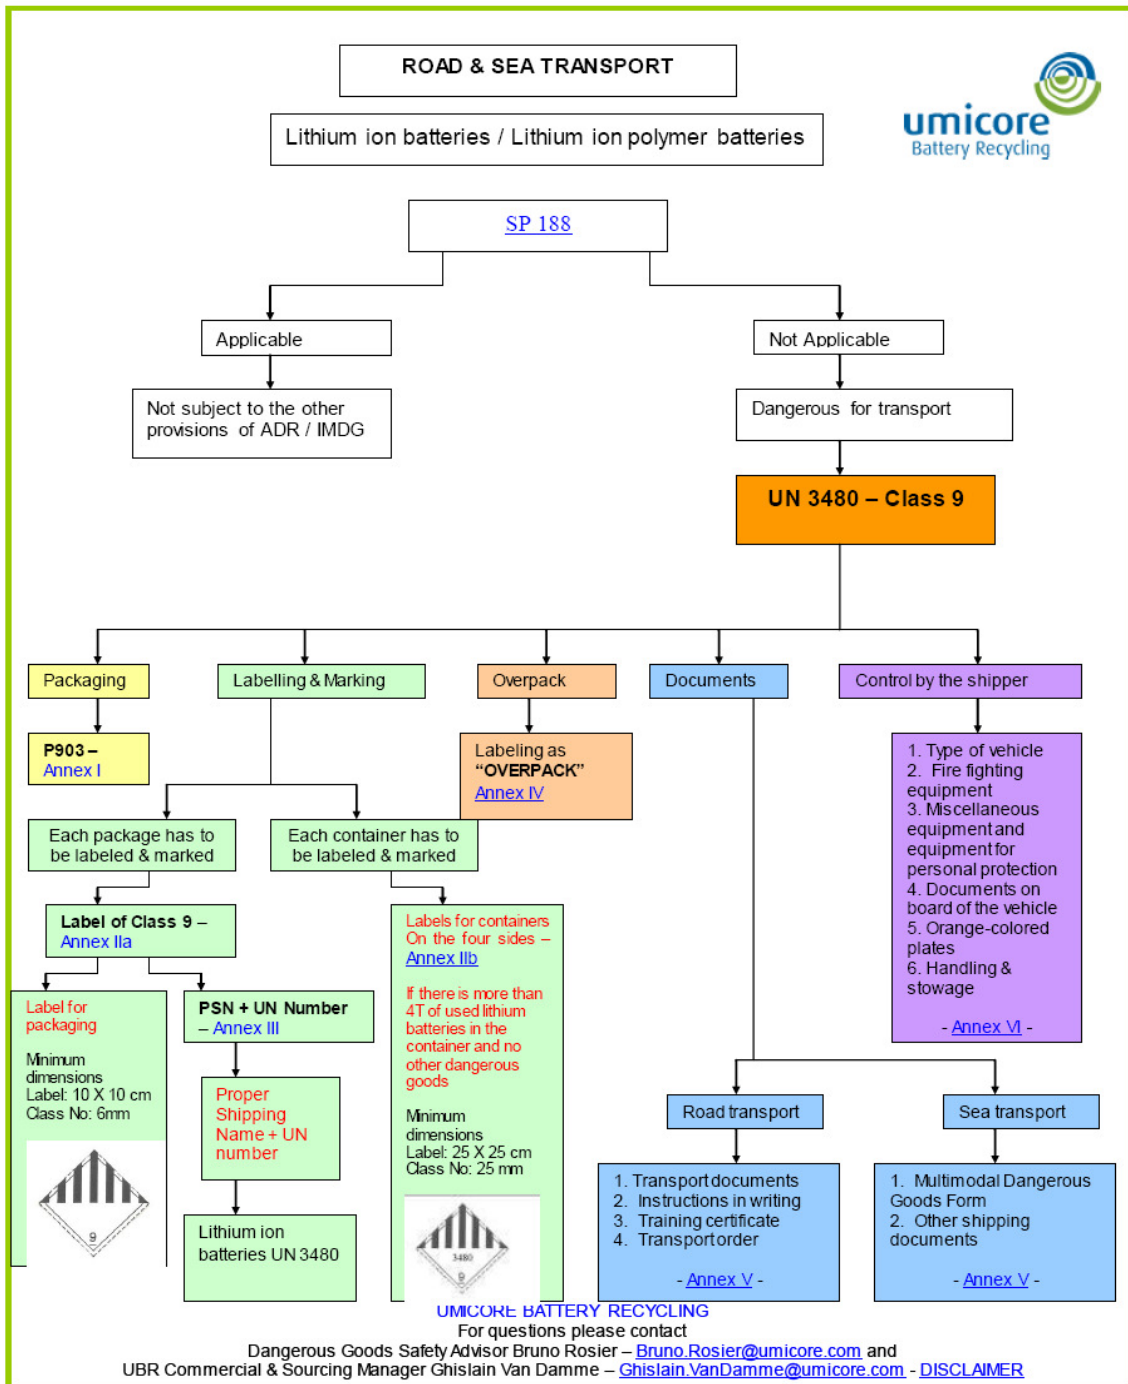 ROAD & SEA TRANSPORT
umicore
Battery Recycling
Lithium ion batteries / Lithium ion polymer batteries
SP 188
Applicable
Not Applicable
Not subject to the other
provisions of ADR / IMDG
Dangerous for transport
UN 3480 – Class 9
Packaging
Labelling & Marking
Overpack
Documents
Control by the shipper
P903 –
Annex I
Labeling as
“OVERPACK”
Annex IV
1. Type of vehicle
2. Fire fighting
equipment
3. Miscellaneous
equipment and
equipment for
personal protection
4. Documents on
board of the vehicle
5. Orange-colored
plates
6. Handling &
stowage
- Annex VI -
Each package has to
be labeled & marked
Each container has to
be labeled & marked
Label of Class 9 –
Annex IIa
Labels for containers
On the four sides –
Annex IIb
If there is more than
4T of used lithium
batteries in the
container and no
other dangerous
goods
Minimum
dimensions
Label: 25 X 25 cm
Class No: 25 mm
3480
9
Label for
packaging
Minimum
dimensions
Label: 10 X 10 cm
Class No: 6mm
9
PSN + UN Number
– Annex III
Proper
Shipping
Name + UN
number
Lithium ion
batteries UN 3480
Road transport
Sea transport
1. Transport documents
2. Instructions in writing
3. Training certificate
4. Transport order
- Annex V -
1. Multimodal Dangerous
Goods Form
2. Other shipping
documents
- Annex V -
UMICORE BATTERY RECYCLING
For questions please contact
Dangerous Goods Safety Advisor Bruno Rosier – Bruno.Rosier@umicore.com and
UBR Commercial & Sourcing Manager Ghislain Van Damme – Ghislain.VanDamme@umicore.com - DISCLAIMER